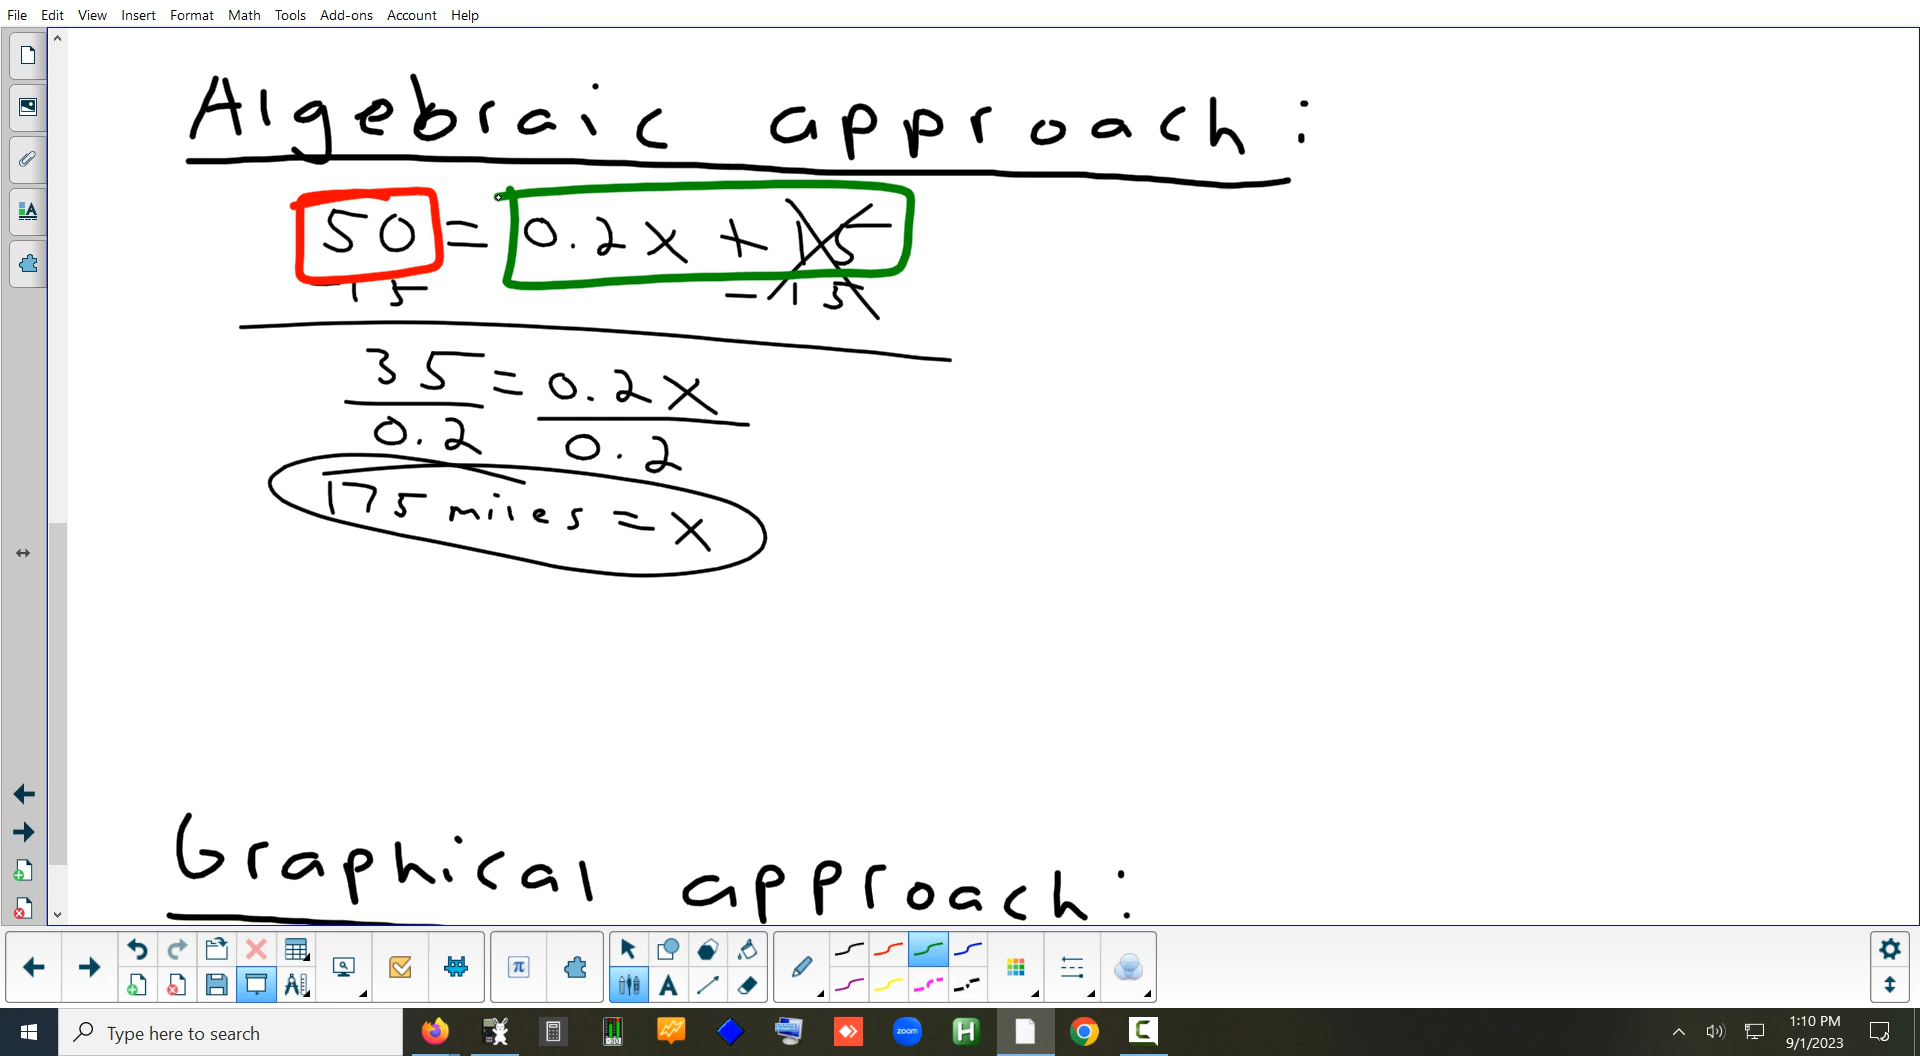 File Edit View Insert Format Math Tools Add-ons Account Help
Algebraic approach:
50 = 0.2x + 15
-15 -15
35 = 0.2x
0.2 0.2
175 miles = x
Graphical approach:
Type here to search
zoom
1:10 PM
9/1/2023